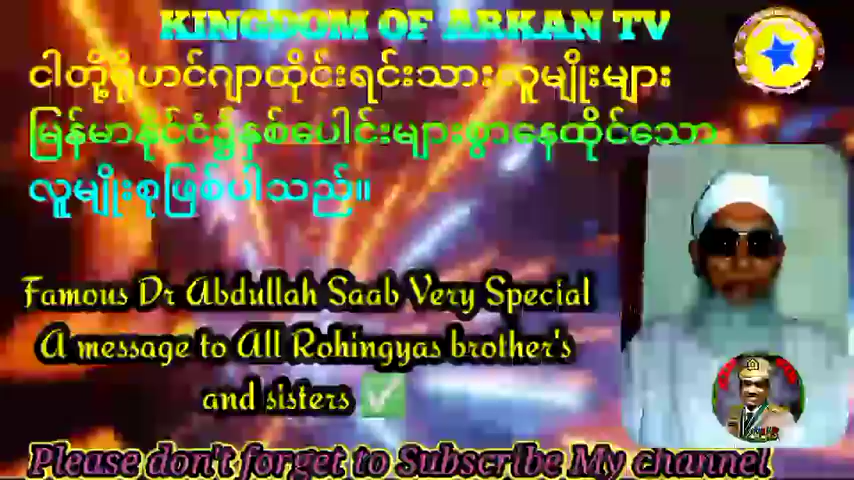 KINGDOM OF ARKAN TV
ငါတို့ရိုဟင်ဂျာထိုင်းရင်းသားလူမျိုးများ
မြန်မာနိုင်ငံ၌နှစ်ပေါင်းများစွာနေထိုင်သော
လူမျိုးစုဖြစ်ပါသည်။
Famous Dr Abdullah Saab Very Special
A message to All Rohingyas brother's
and sisters ✅
Please don't forget to Subscribe My channel